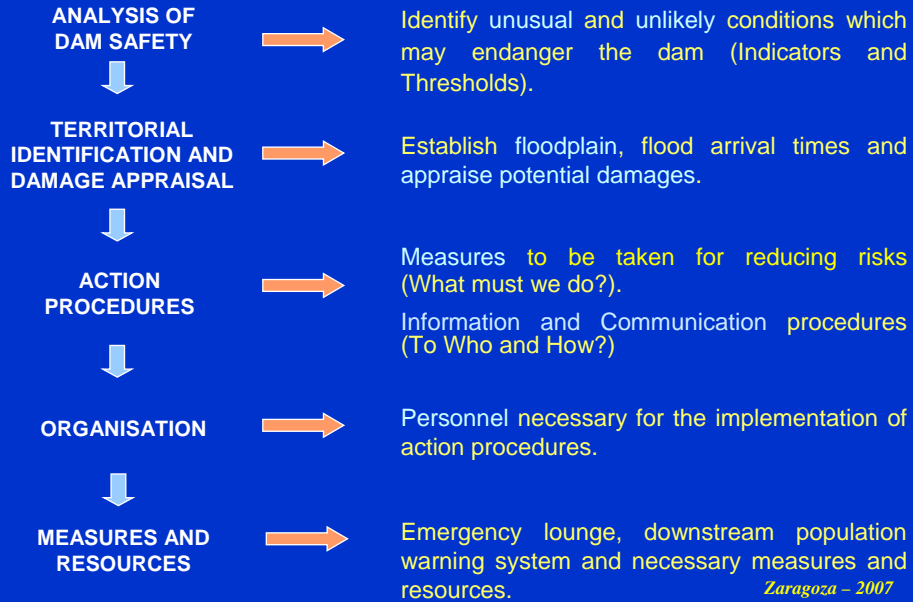 ANALYSIS OF
DAM SAFETY
Identify unusual and unlikely conditions which
may endanger the dam (Indicators and
Thresholds).
TERRITORIAL
IDENTIFICATION AND
DAMAGE APPRAISAL
Establish floodplain, flood arrival times and
appraise potential damages.
ACTION
PROCEDURES
Measures to be taken for reducing risks
(What must we do?).
Information and Communication procedures
(To Who and How?)
ORGANISATION
Personnel necessary for the implementation of
action procedures.
MEASURES AND
RESOURCES
Emergency lounge, downstream population
warning system and necessary measures and
resources.
Zaragoza – 2007